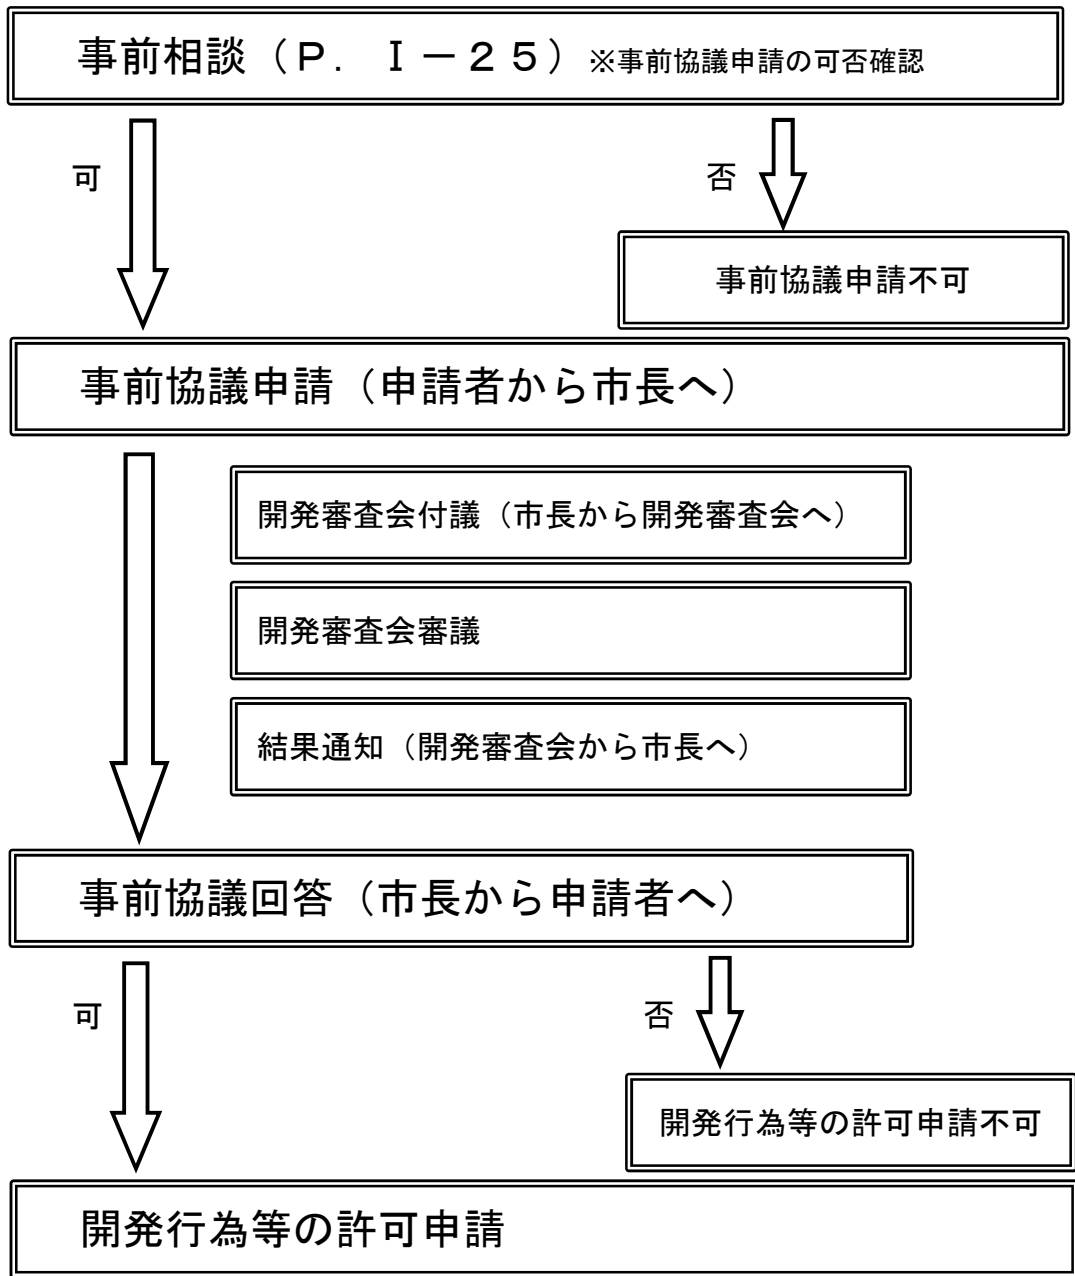 事前相談（Ｐ．Ⅰ－２５）※事前協議申請の可否確認
可
否
事前協議申請不可
事前協議申請（申請者から市長へ）
開発審査会付議（市長から開発審査会へ）
開発審査会審議
結果通知（開発審査会から市長へ）
事前協議回答（市長から申請者へ）
可
否
開発行為等の許可申請不可
開発行為等の許可申請